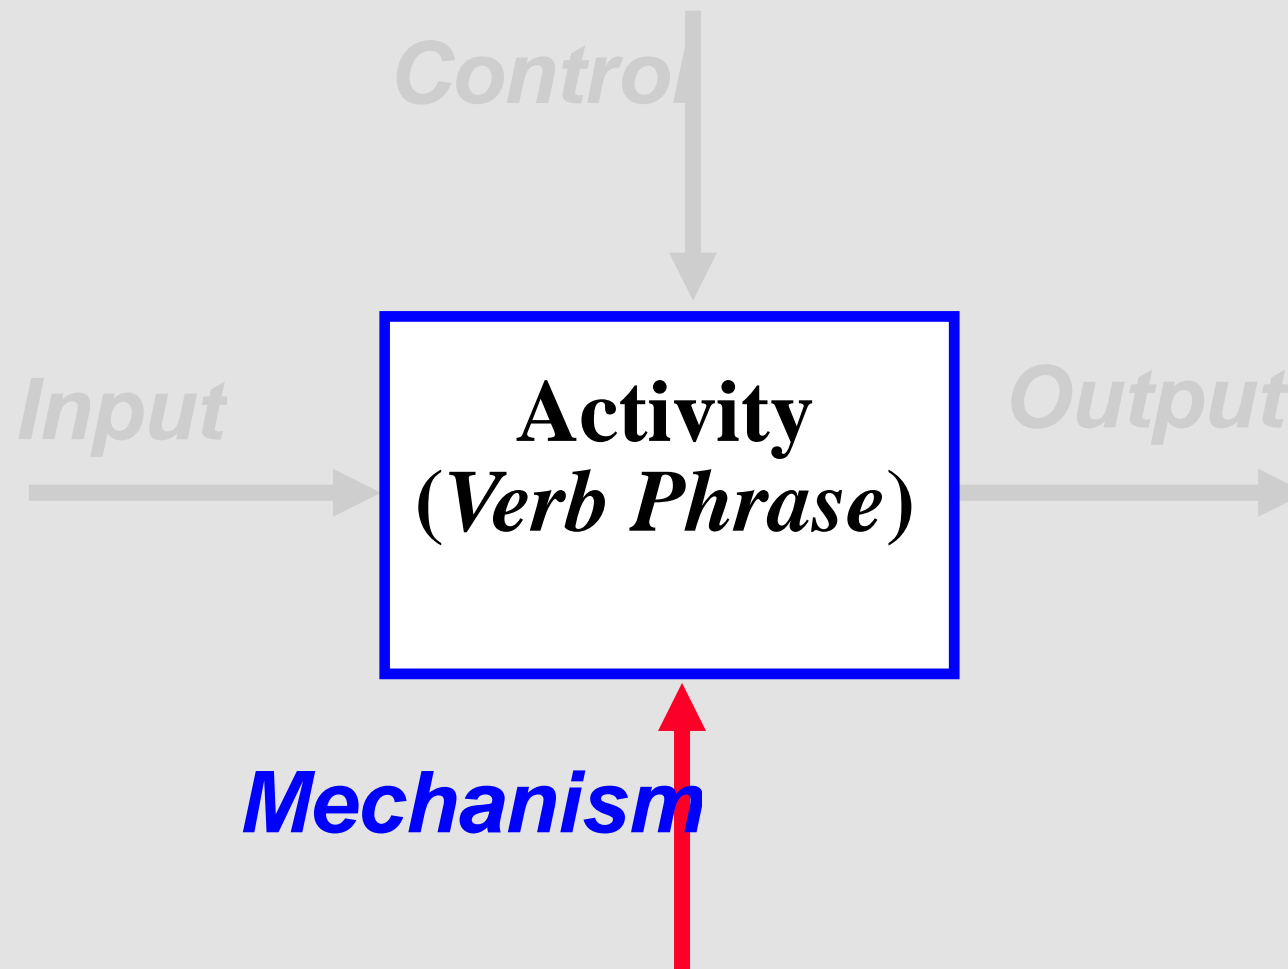 Control
Input
Output
Activity
(Verb Phrase)
Mechanism